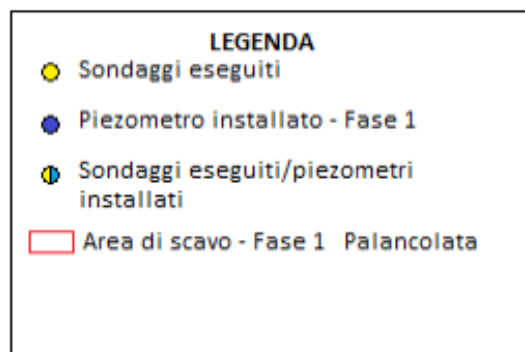 LEGENDA
Sondaggi eseguiti
Piezometro installato - Fase 1
Sondaggi eseguiti/piezometri
installati
Area di scavo - Fase 1 Palancolata